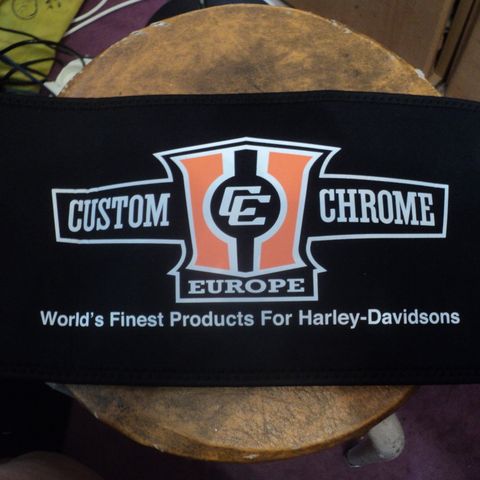 CUSTOM CE CHROME
EUROPE
World's Finest Products For Harley-Davidsons